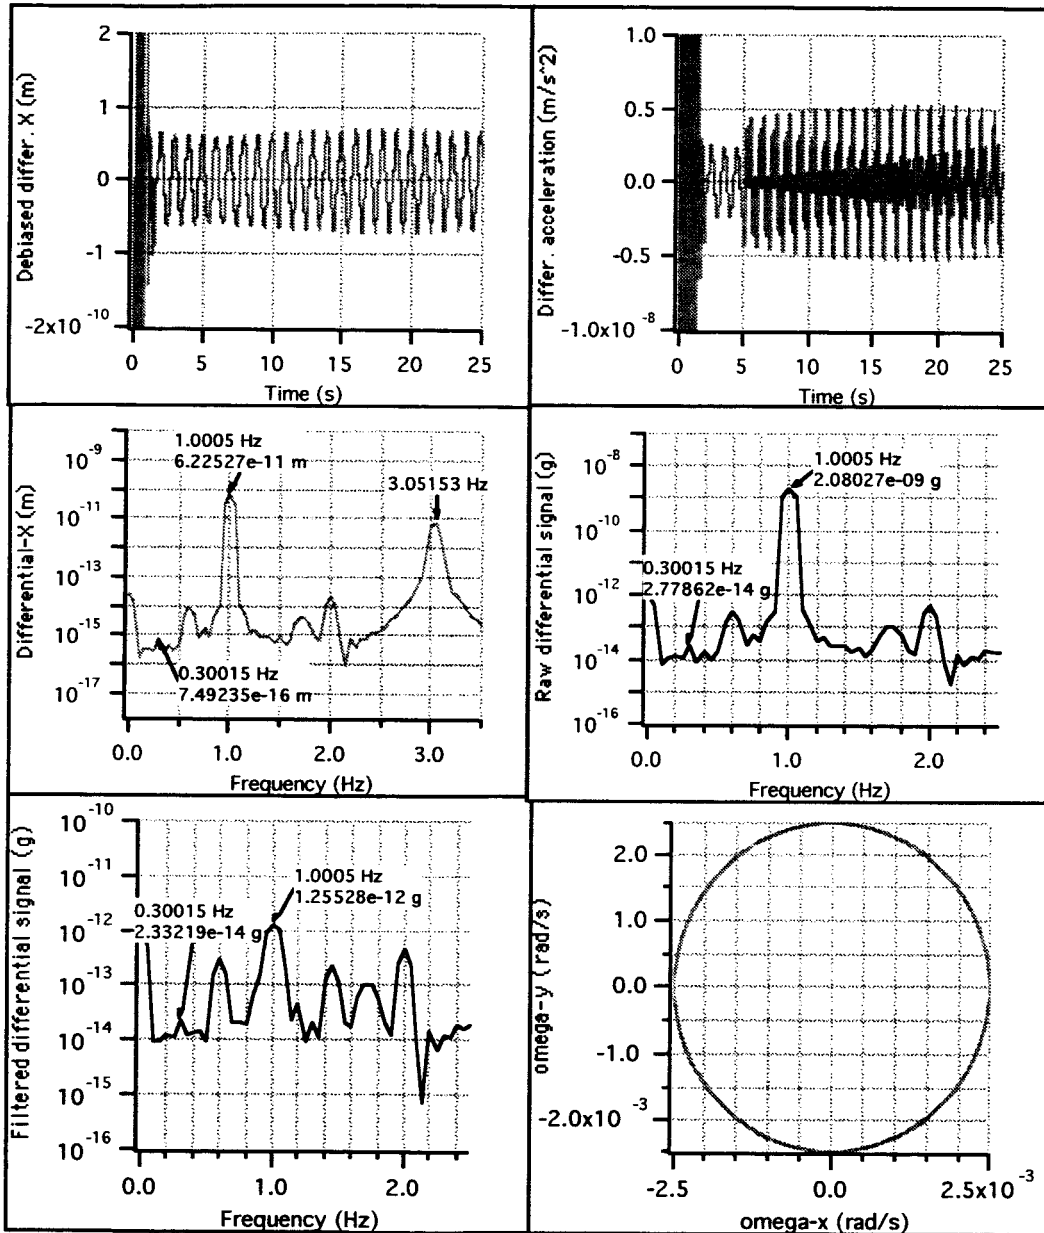 Debiased differ. X (m)
2
1
0
-1
-2x10 -10
0 5 10 15 20 25
Time (s)
Differ. acceleration (m/s^2)
1.0
0.5
0.0
-0.5
-1.0x10 -8
0 5 10 15 20 25
Time (s)
Differential-X (m)
10-9
10-11
10-13
10-15
10-17
1.0005 Hz
6.22527e-11 m
3.05153 Hz
0.30015 Hz
7.49235e-16 m
0.0 1.0 2.0 3.0
Frequency (Hz)
Raw differential signal (g)
10-8
10-10
10-12
10-14
10-16
1.0005 Hz
2.08027e-09 g
0.30015 Hz
2.77862e-14 g
0.0 1.0 2.0
Frequency (Hz)
Filtered differential signal (g)
10-10
10-11
10-12
10-13
10-14
10-15
10-16
1.0005 Hz
1.25528e-12 g
0.30015 Hz
2.33219e-14 g
0.0 1.0 2.0
Frequency (Hz)
omega-y (rad/s)
2.0
1.0
0.0
-1.0
-2.0x10 -3
-2.5 0.0 2.5x10 -3
omega-x (rad/s)